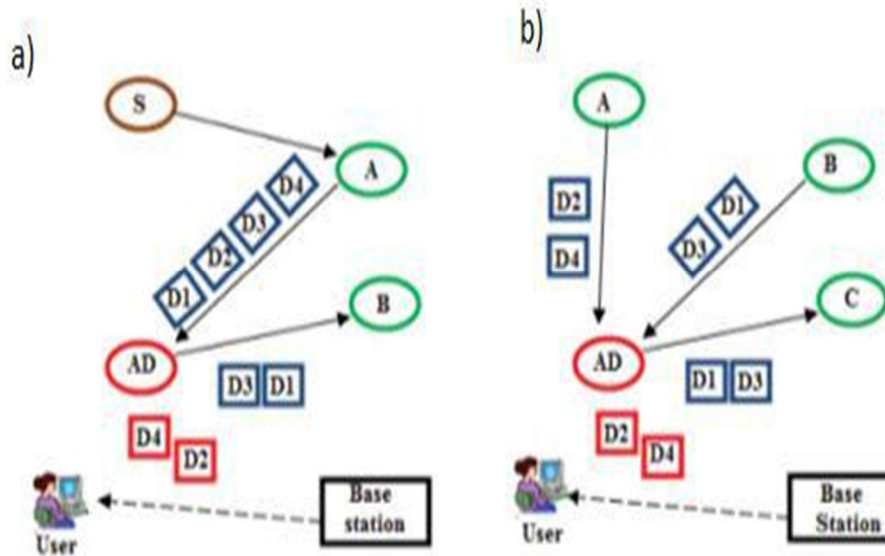 a)
S
A
D4
D3
D2
D1
B
AD
D3 D1
D4
D2
Base
station
User
b)
A
B
D2
D1
D4
D3
C
AD
D1 D3
D2
D4
Base
Station
User